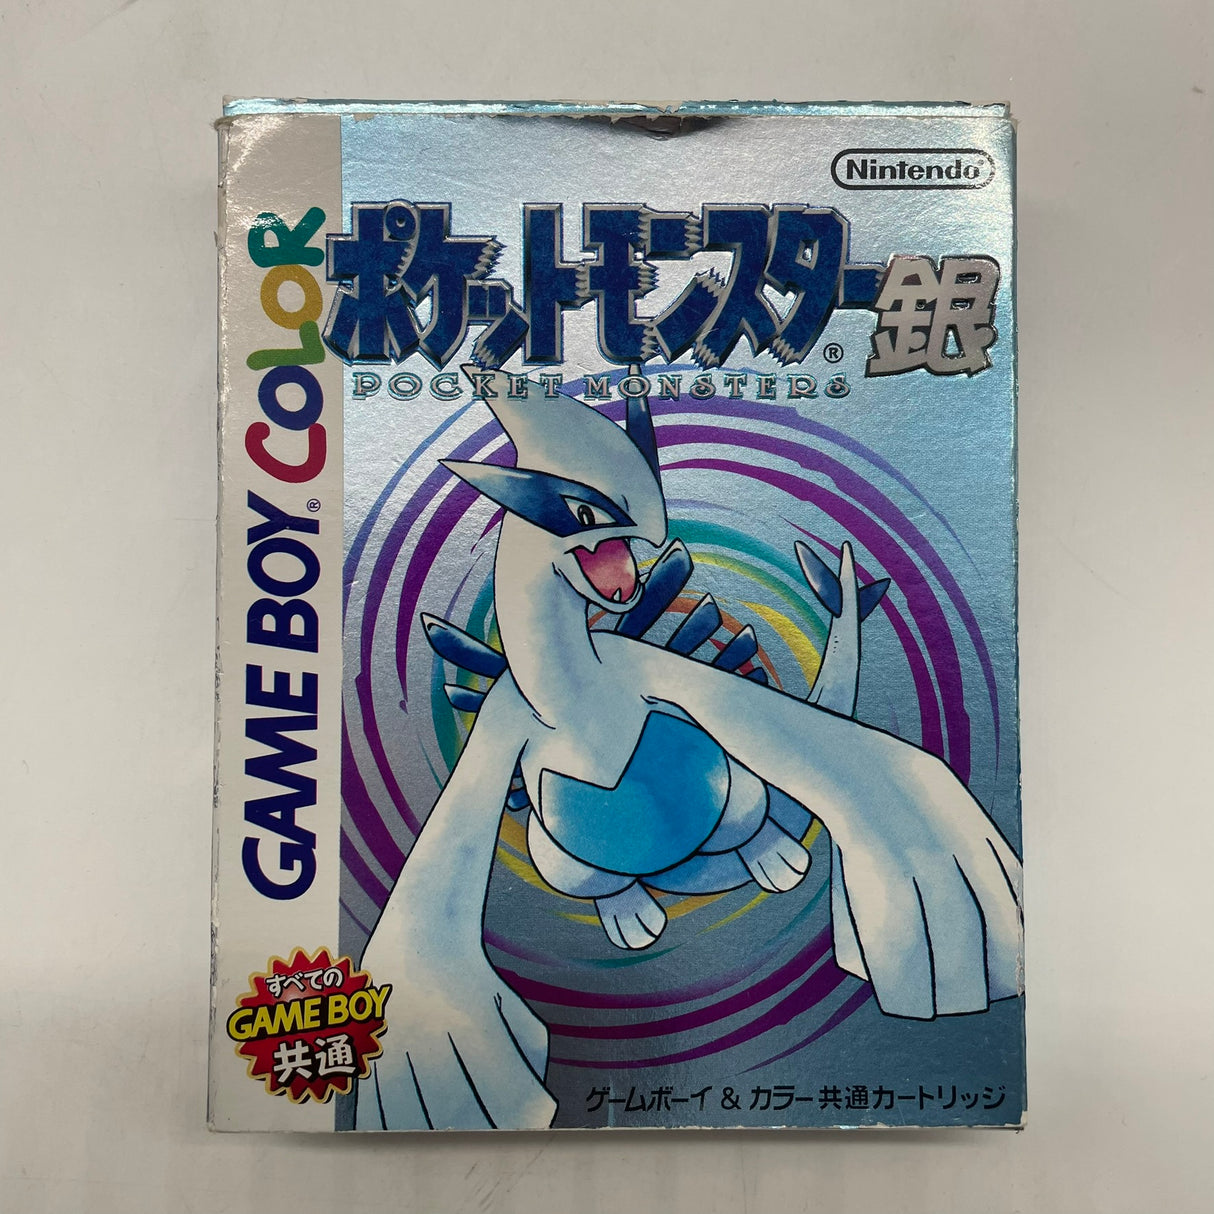 Nintendo®
ポケットモンスター銀
®
POCKET MONSTERS
GAME BOY COLOR
®
すべての
GAME BOY
共通
ゲームボーイ & カラー共通カートリッジ